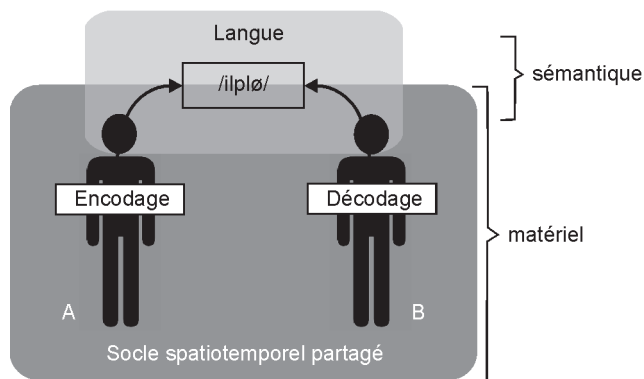 Langue
/ilplø/
sémantique
Encodage
Décodage
matériel
A
B
Socle spatiotemporel partagé